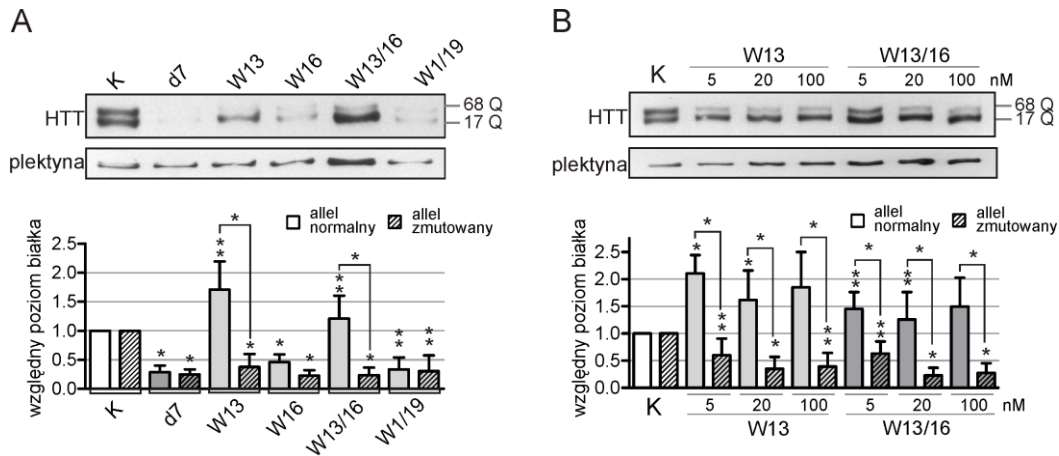 A
K d7 W13 W16 W13/16 W1/19
HTT
68 Q
17 Q
plektyna
allel normalny
allel zmutowany
względny poziom białka
2.5
2.0
1.5
1.0
0.5
0.0
* * * * * * * * * * * * * *
K d7 W13 W16 W13/16 W1/19
B
W13 W13/16
K 5 20 100 5 20 100 nM
HTT
68 Q
17 Q
plektyna
allel normalny
allel zmutowany
względny poziom białka
2.5
2.0
1.5
1.0
0.5
0.0
K 5 20 100 5 20 100 nM
W13 W13/16